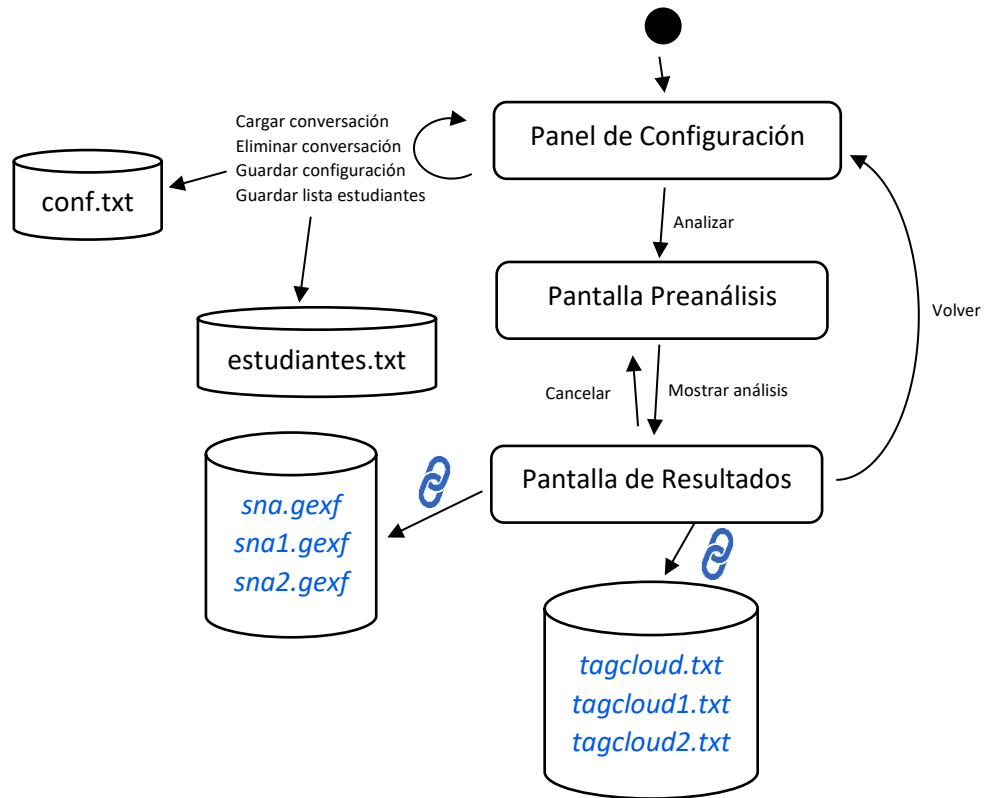 Panel de Configuración
Cargar conversación
Eliminar conversación
Guardar configuración
Guardar lista estudiantes
conf.txt
Analizar
Pantalla Preanálisis
Volver
estudiantes.txt
Cancelar
Mostrar análisis
Pantalla de Resultados
sna.gexf
sna1.gexf
sna2.gexf
tagcloud.txt
tagcloud1.txt
tagcloud2.txt